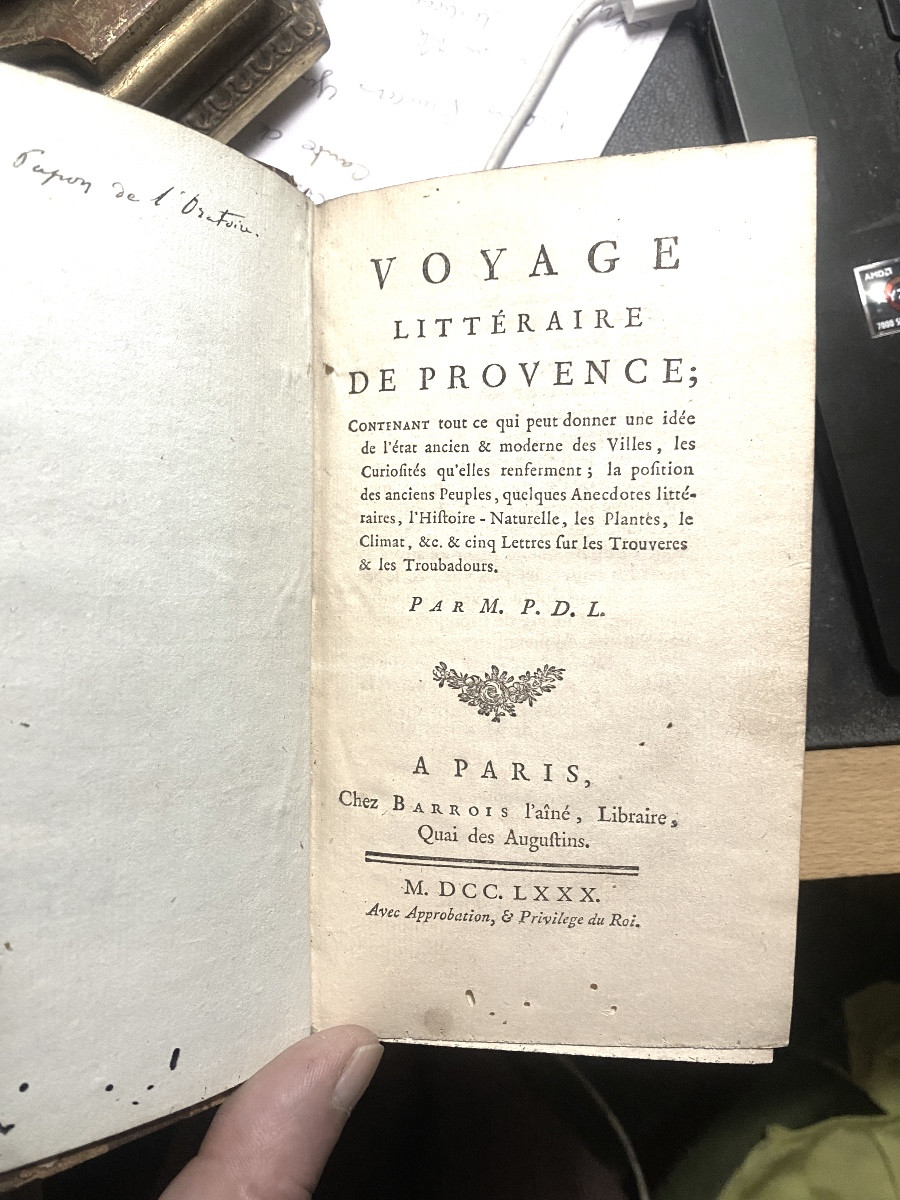 Papon de l'Oratoire.
VOYAGE
LITTÉRAIRE
DE PROVENCE;
CONTENANT tout ce qui peut donner une idée
de l'état ancien & moderne des Villes, les
Curioſités qu'elles renferment; la poſition
des anciens Peuples, quelques Anecdotes litté-
raires, l'Hiſtoire-Naturelle, les Plantes, le
Climat, &c. & cinq Lettres ſur les Trouveres
& les Troubadours.
PAR M. P. D. L.
A PARIS,
Chez BARROIS l'aîné, Libraire,
Quai des Auguſtins.
M. DCC. LXXX.
Avec Approbation, & Privilege du Roi.
AMD